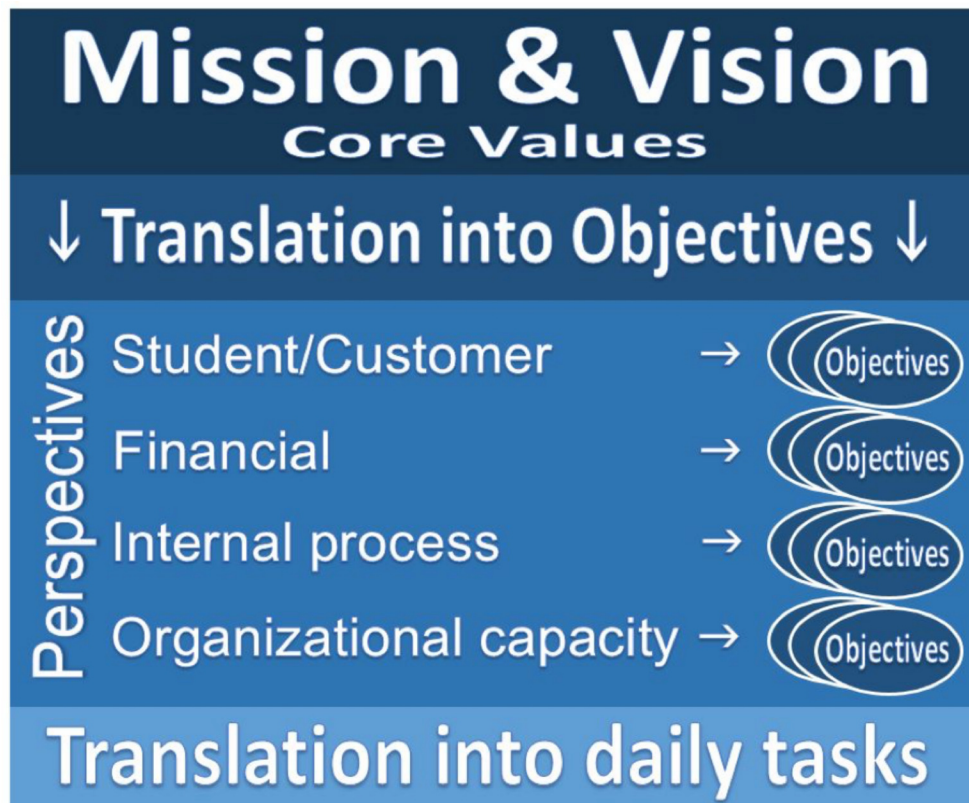 Mission & Vision
Core Values
↓ Translation into Objectives ↓
Perspectives
Student/Customer → Objectives
Financial → Objectives
Internal process → Objectives
Organizational capacity → Objectives
Translation into daily tasks